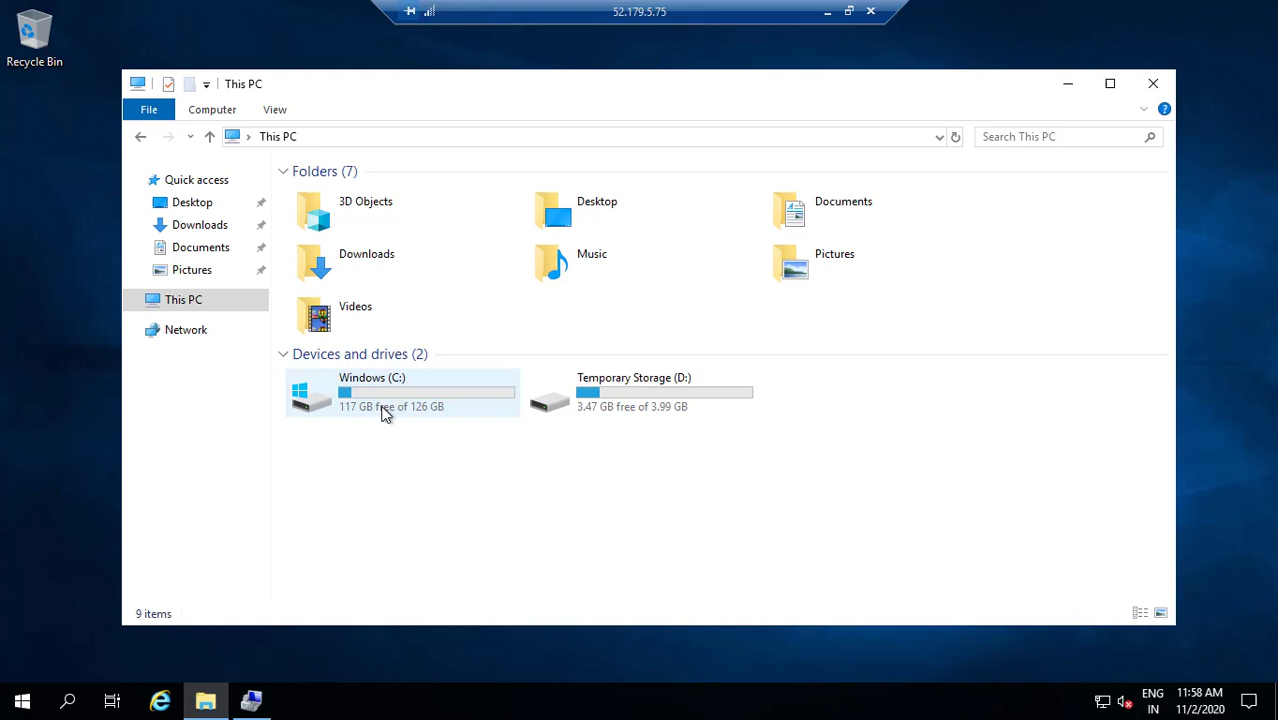 52.179.5.75
Recycle Bin
This PC
File Computer View
This PC
Search This PC
Quick access
Desktop
Downloads
Documents
Pictures
This PC
Network
Folders (7)
3D Objects
Desktop
Documents
Downloads
Music
Pictures
Videos
Devices and drives (2)
Windows (C:)
117 GB free of 126 GB
Temporary Storage (D:)
3.47 GB free of 3.99 GB
9 items
ENG
IN
11:58 AM
11/2/2020